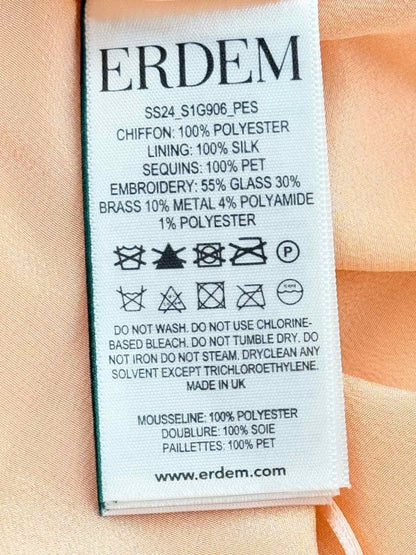 ERDEM
SS24_S1G906_PES
CHIFFON: 100% POLYESTER
LINING: 100% SILK
SEQUINS: 100% PET
EMBROIDERY: 55% GLASS 30%
BRASS 10% METAL 4% POLYAMIDE
1% POLYESTER
P
DO NOT WASH. DO NOT USE CHLORINE-
BASED BLEACH. DO NOT TUMBLE DRY. DO
NOT IRON DO NOT STEAM. DRYCLEAN ANY
SOLVENT EXCEPT TRICHLOROETHYLENE.
MADE IN UK
MOUSSELINE: 100% POLYESTER
DOUBLURE: 100% SOIE
PAILLETTES: 100% PET
www.erdem.com